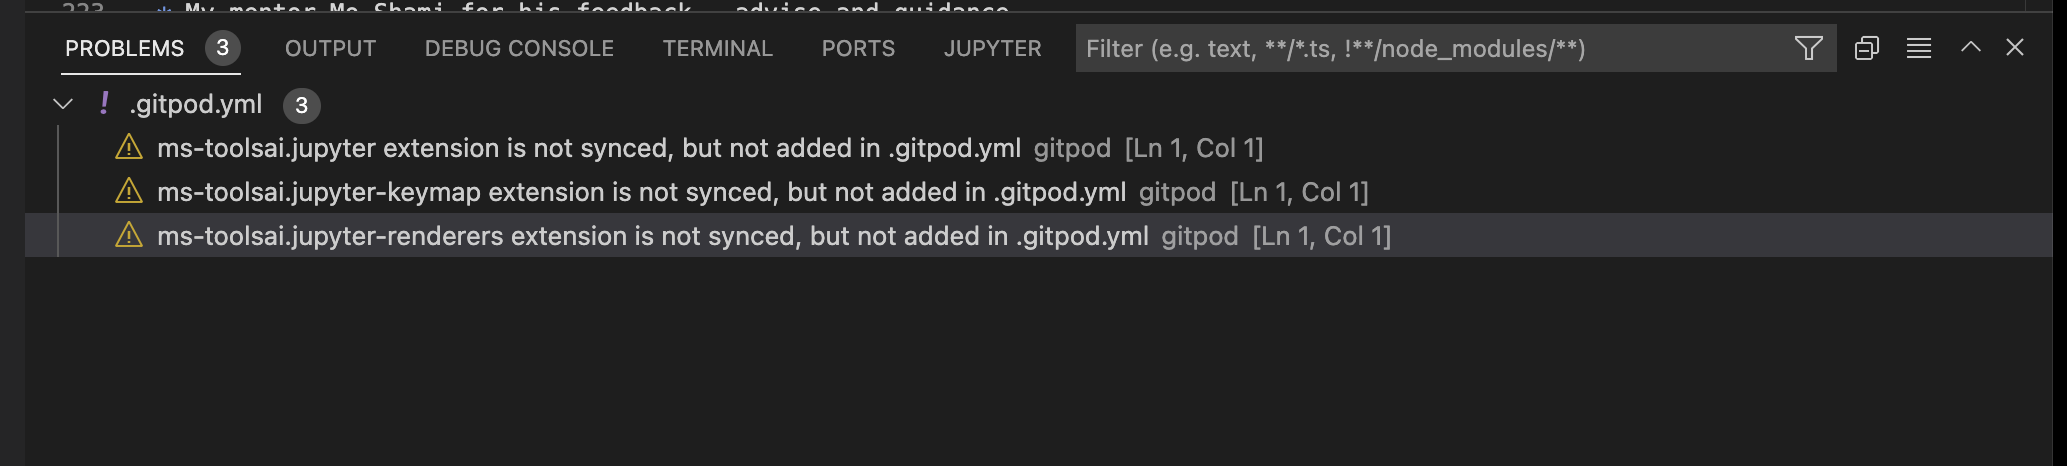 223 * My mentor Mo Shami for his feedback, advise and guidance
PROBLEMS 3 OUTPUT DEBUG CONSOLE TERMINAL PORTS JUPYTER Filter (e.g. text, **/*.ts, !**/node_modules/**)
! .gitpod.yml 3
ms-toolsai.jupyter extension is not synced, but not added in .gitpod.yml gitpod [Ln 1, Col 1]
ms-toolsai.jupyter-keymap extension is not synced, but not added in .gitpod.yml gitpod [Ln 1, Col 1]
ms-toolsai.jupyter-renderers extension is not synced, but not added in .gitpod.yml gitpod [Ln 1, Col 1]